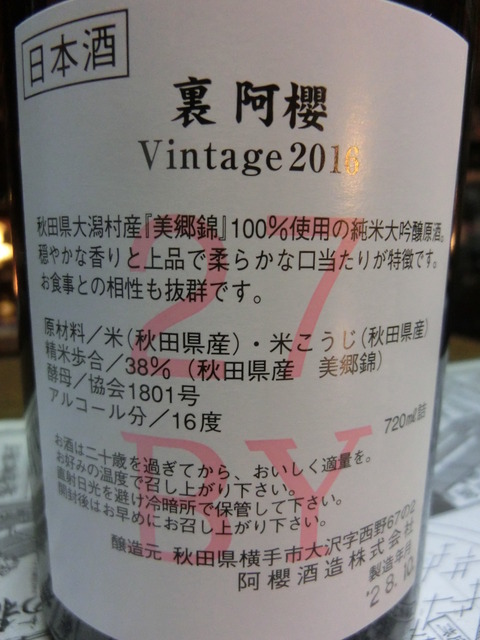 日本酒
裏 阿櫻
Vintage2016
27
BY
秋田県大潟村産『美郷錦』100%使用の純米大吟醸原酒。
穏やかな香りと上品で柔らかな口当たりが特徴です。
お食事との相性も抜群です。
原材料/米(秋田県産)・米こうじ(秋田県産)
精米歩合/38% (秋田県産 美郷錦)
酵母/協会1801号
アルコール分/16度
720ml詰
お酒は二十歳を過ぎてから、おいしく適量を。
お好みの温度で召し上がり下さい。
直射日光を避け冷暗所で保管して下さい。
開封後はお早めにお召し上がり下さい。
醸造元 秋田県横手市大沢字西野67の2
阿櫻酒造株式会社
製造年月
'28.10.